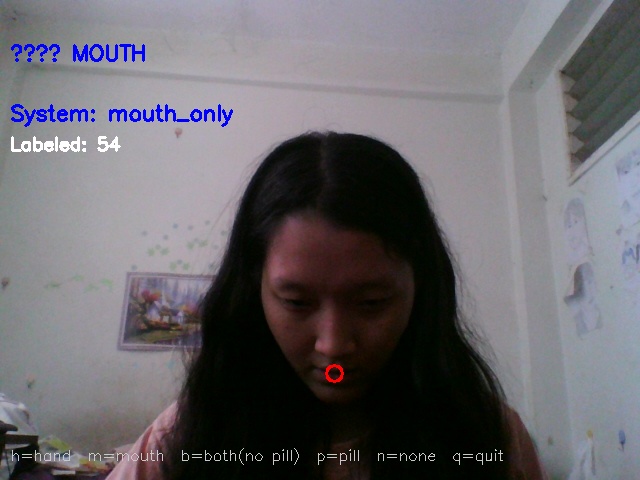 ???? MOUTH
System: mouth_only
Labeled: 54
h=hand m=mouth b=both(no pill) p=pill n=none q=quit